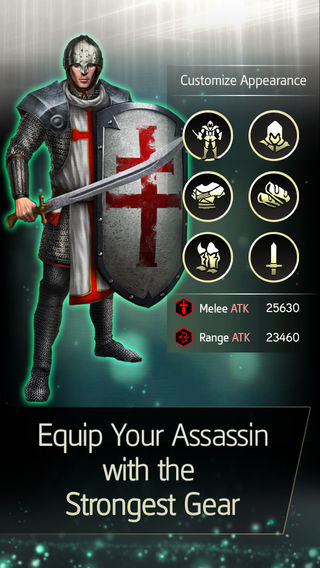 Customize Appearance
Melee ATK 25630
Range ATK 23460
Equip Your Assassin
with the
Strongest Gear